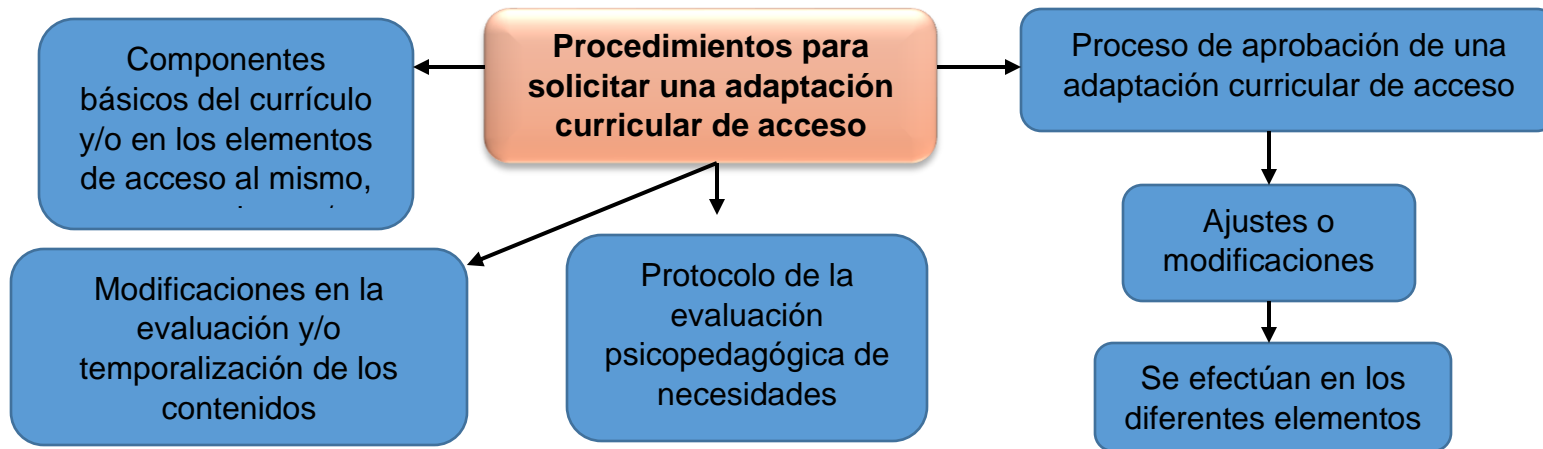 Componentes
básicos del currículo
y/o en los elementos
de acceso al mismo,
Procedimientos para
solicitar una adaptación
curricular de acceso
Proceso de aprobación de una
adaptación curricular de acceso
Modificaciones en la
evaluación y/o
temporalización de los
contenidos
Protocolo de la
evaluación
psicopedagógica de
necesidades
Ajustes o
modificaciones
Se efectúan en los
diferentes elementos